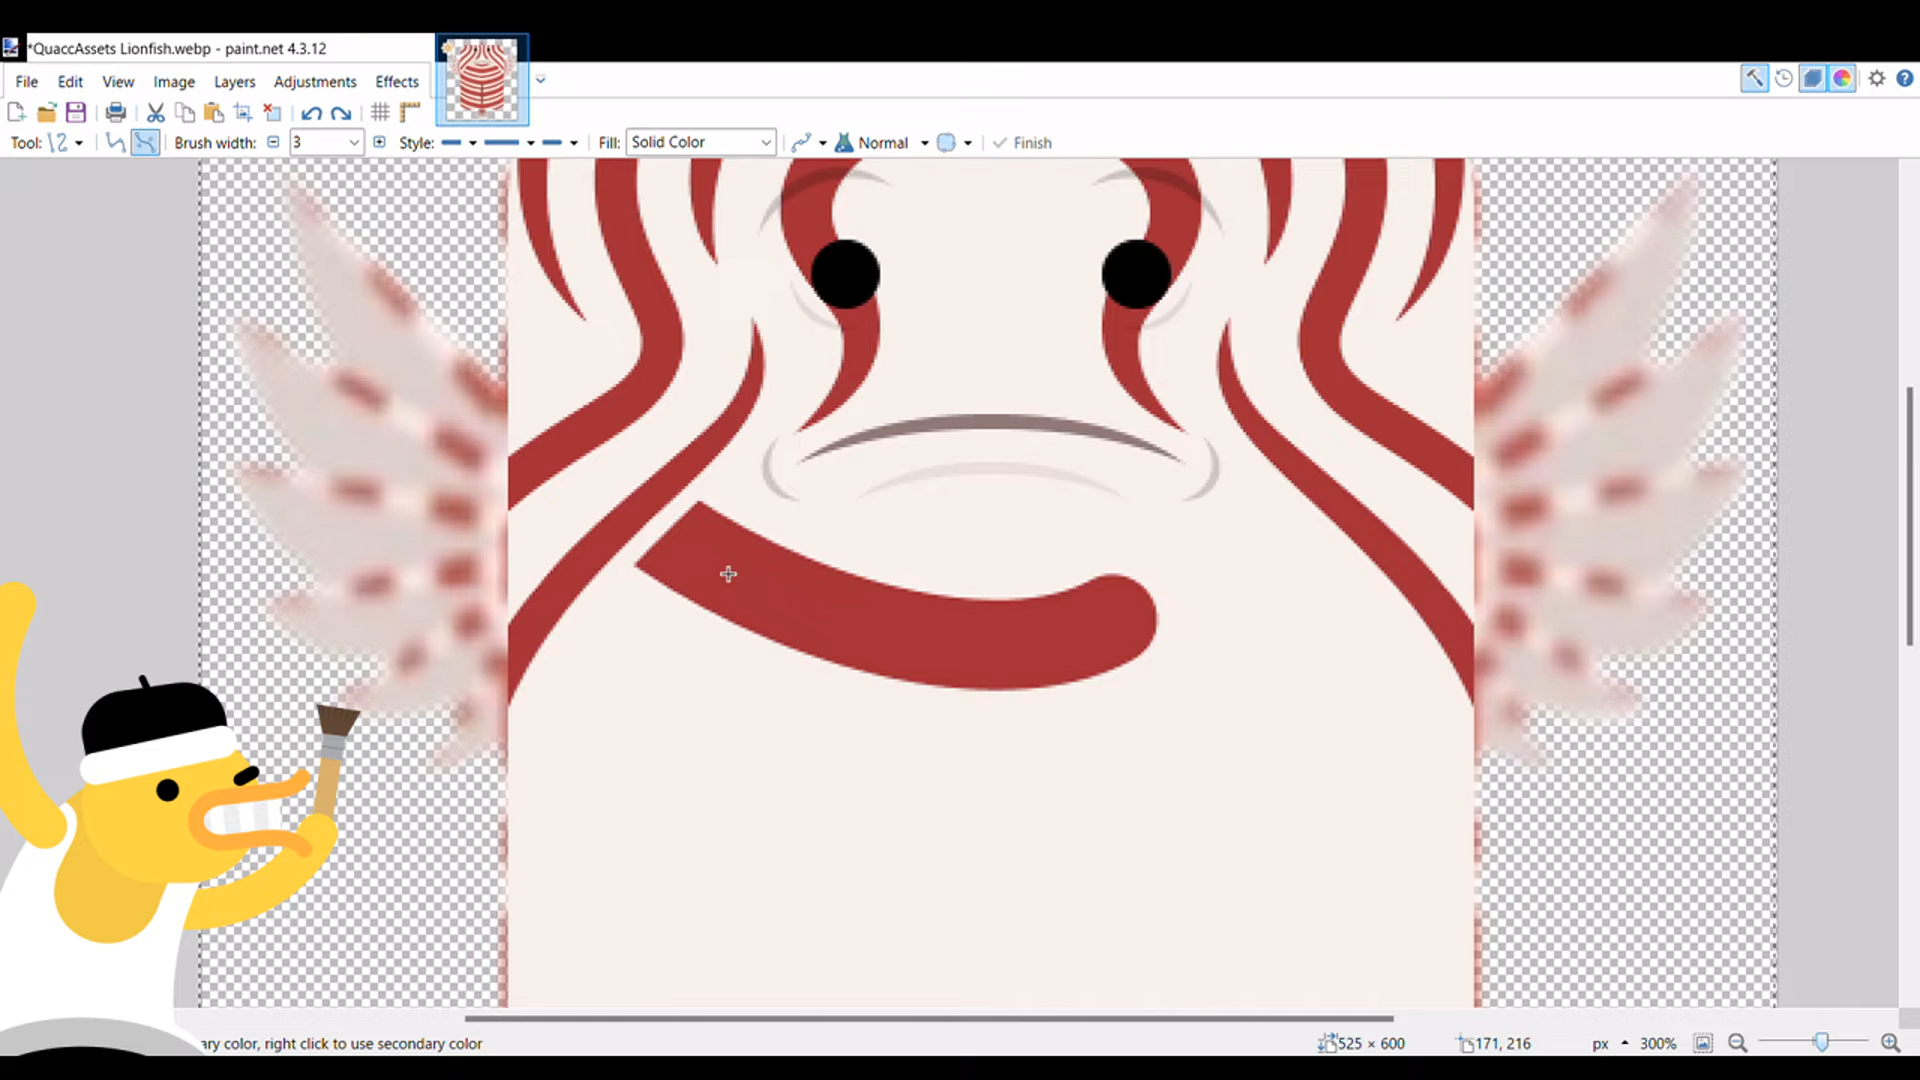 *QuaccAssets Lionfish.webp - paint.net 4.3.12
File Edit View Image Layers Adjustments Effects
Tool: Brush width: 3 Style: Fill: Solid Color Normal Finish
ary color, right click to use secondary color 525 × 600 171, 216 px 300%